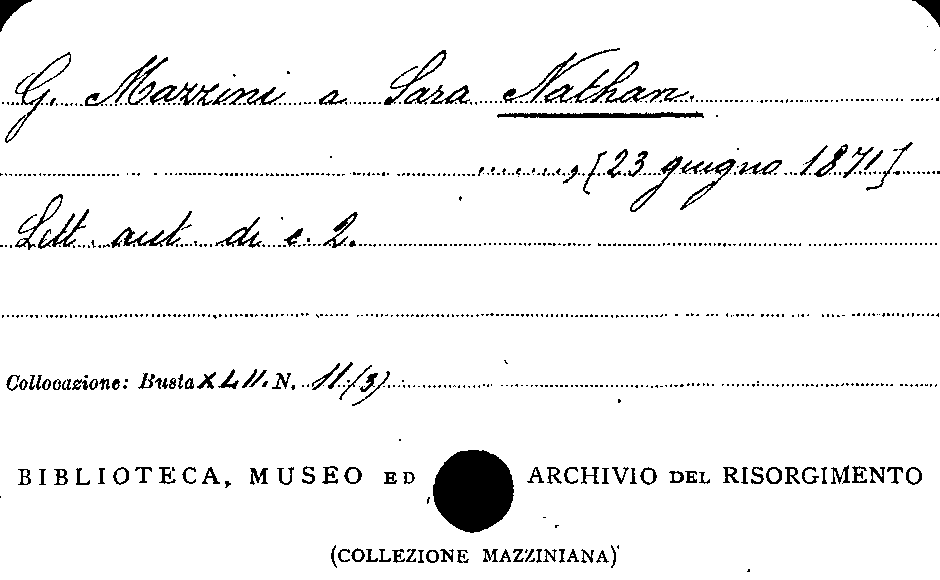 G. Mazzini a Sara Nathan.
......., [23 giugno 1871].
Lett. aut. di c. 2.
Collocazione: Busta XLII. N. 11(3)
BIBLIOTECA, MUSEO ED ARCHIVIO DEL RISORGIMENTO
(COLLEZIONE MAZZINIANA)